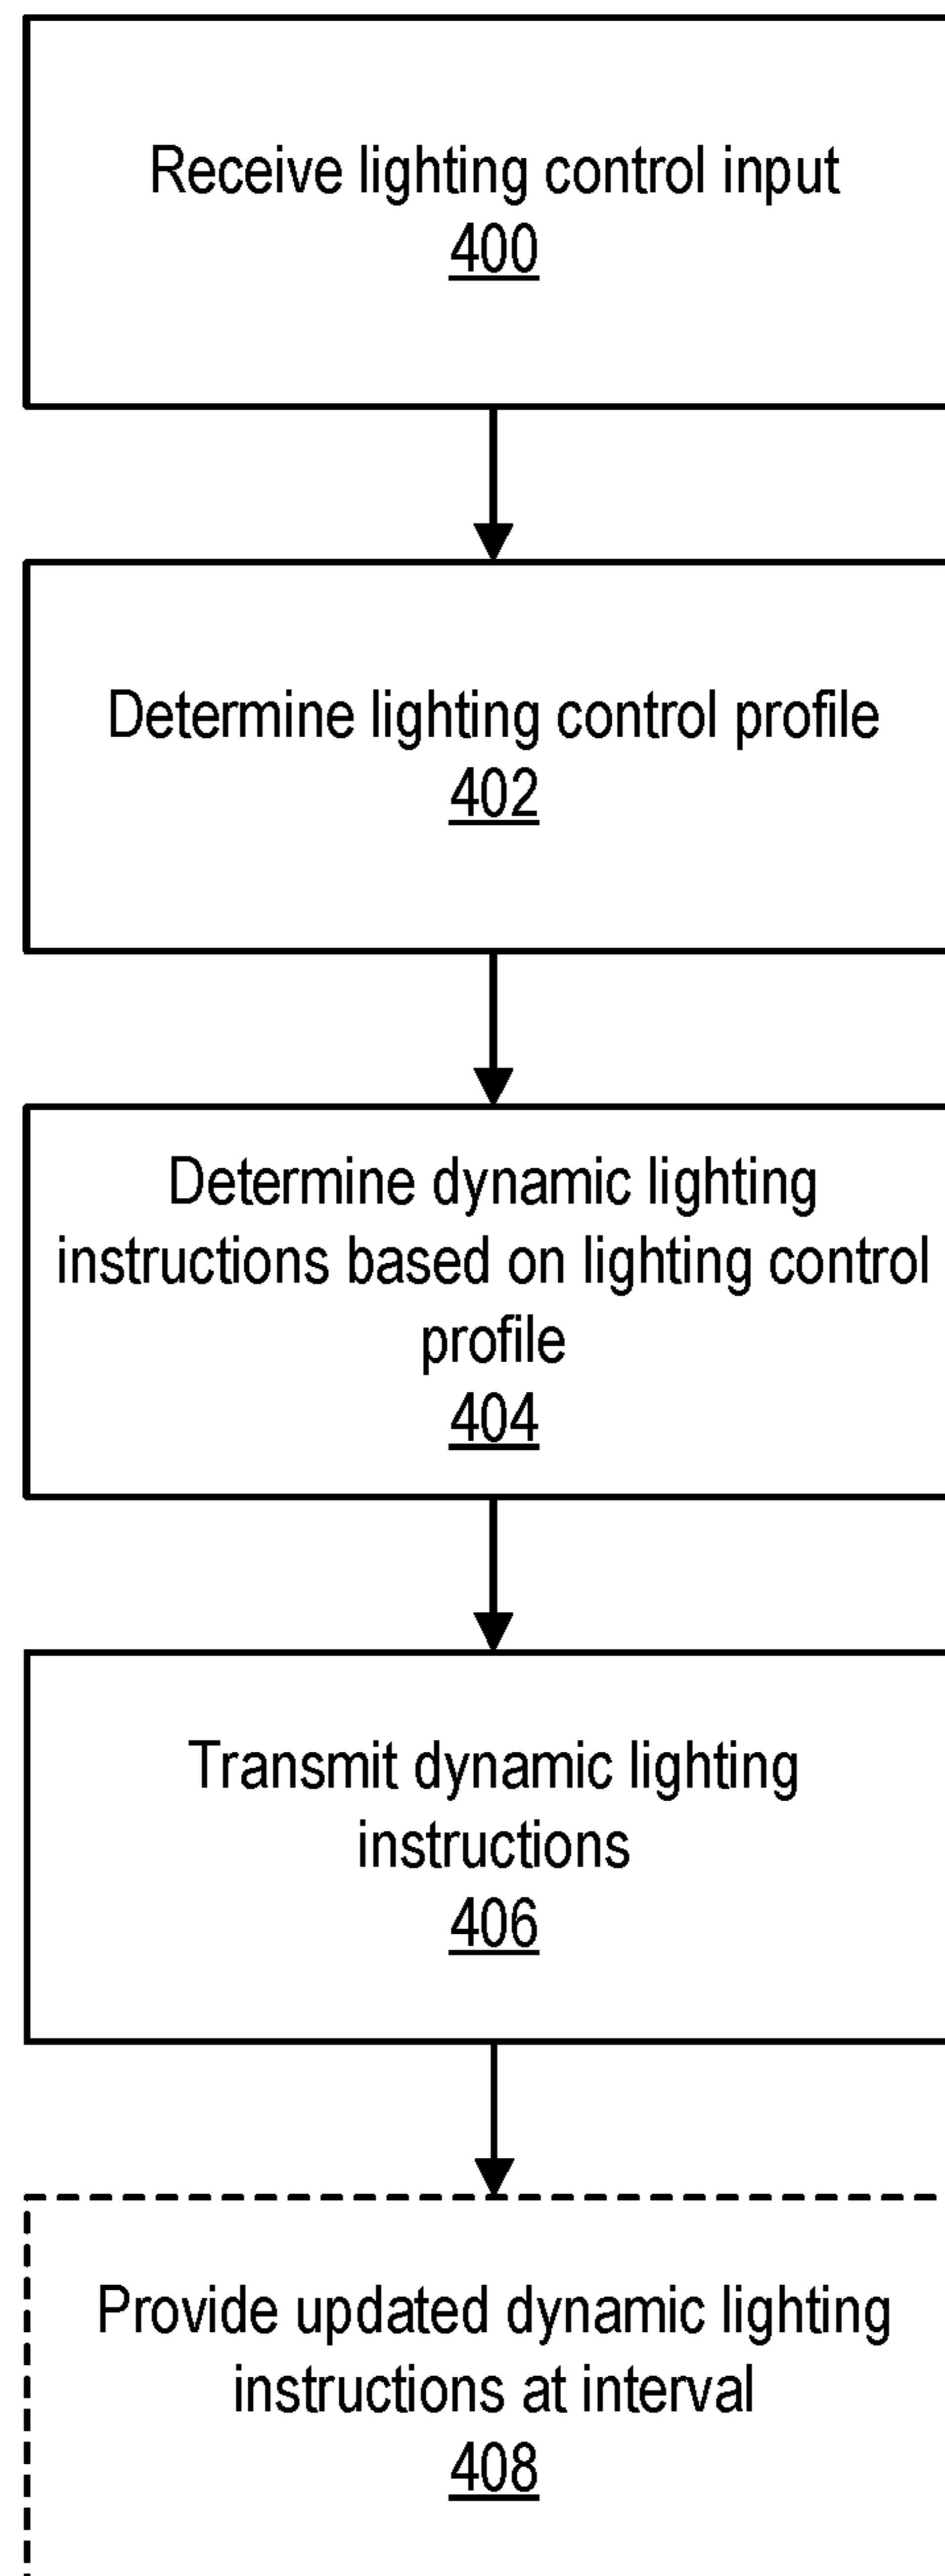 Receive lighting control input
400
Determine lighting control profile
402
Determine dynamic lighting
instructions based on lighting control
profile
404
Transmit dynamic lighting
instructions
406
Provide updated dynamic lighting
instructions at interval
408